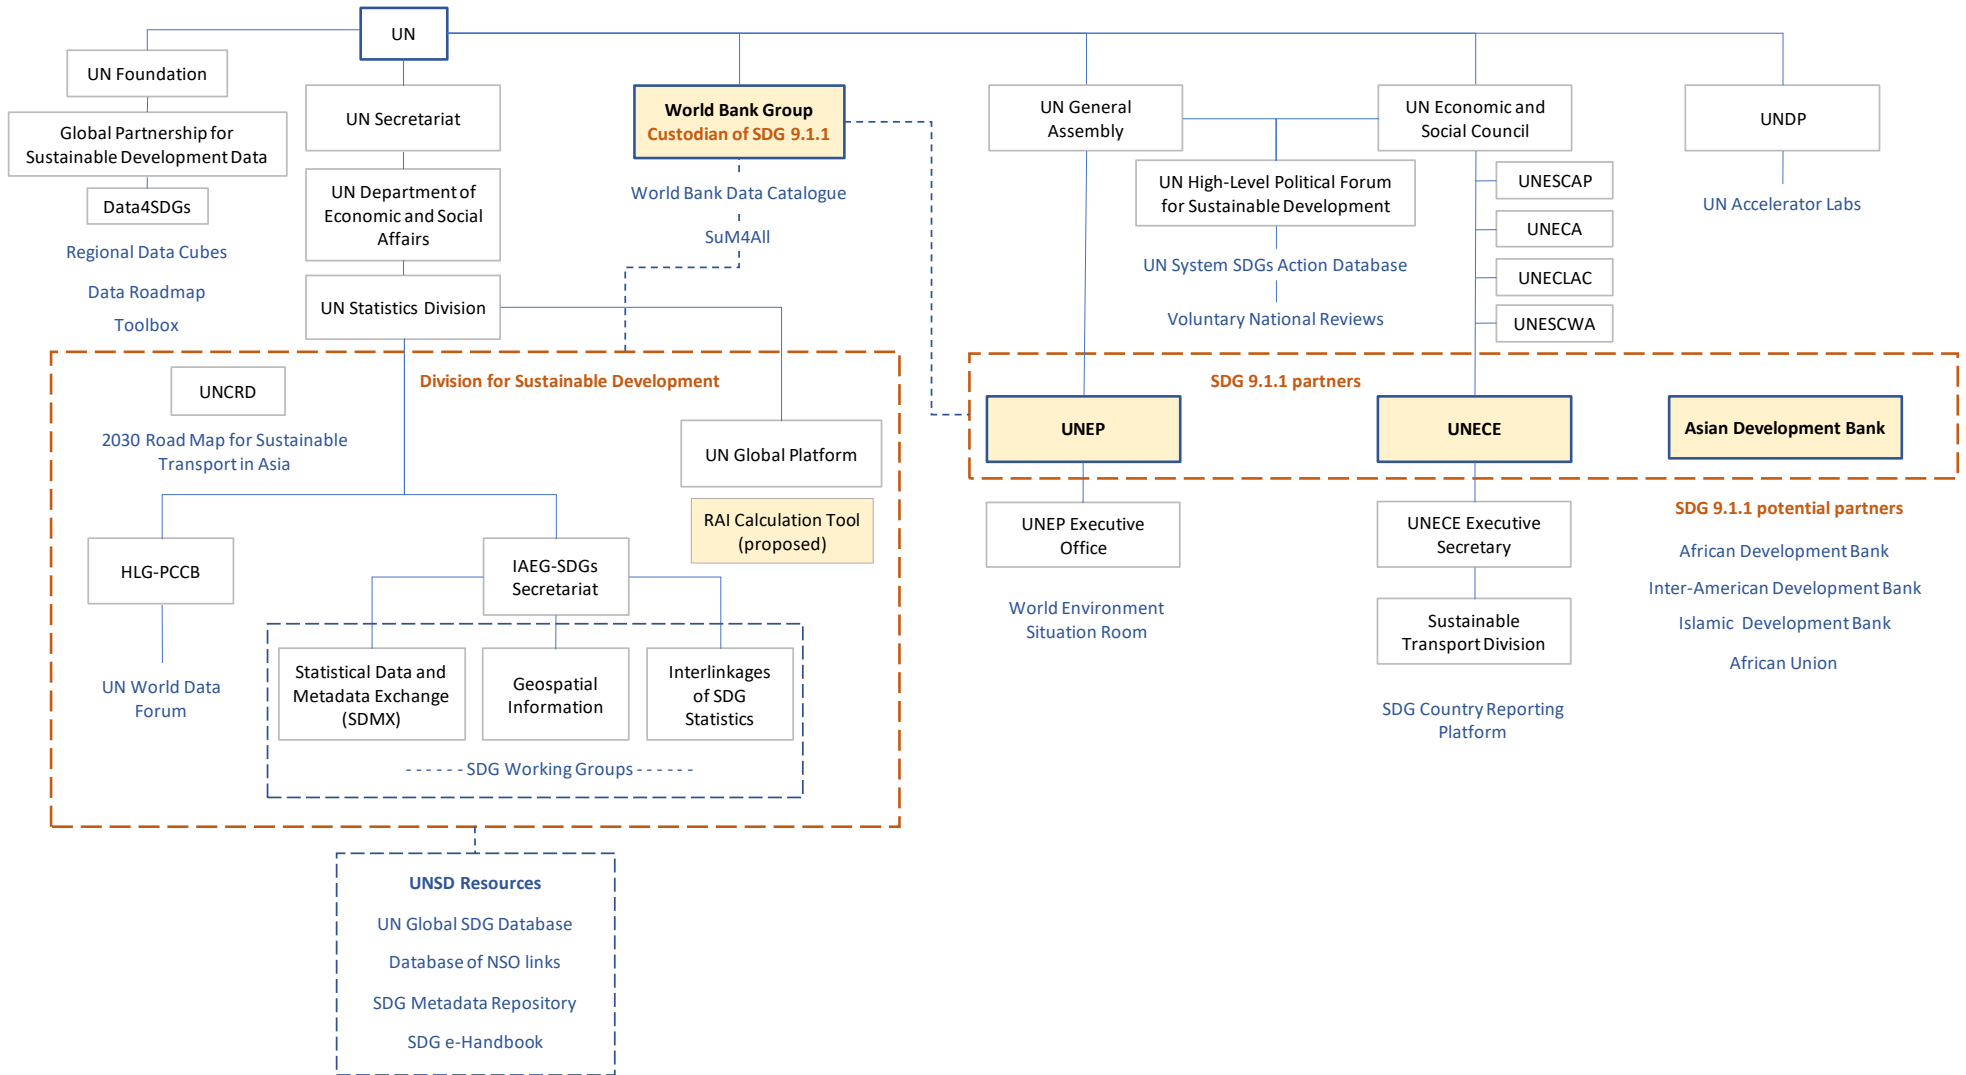 UN
UN Foundation
Global Partnership for
Sustainable Development Data
Data4SDGs
Regional Data Cubes
Data Roadmap
Toolbox
UN Secretariat
UN Department of
Economic and Social
Affairs
UN Statistics Division
World Bank Group
Custodian of SDG 9.1.1
World Bank Data Catalogue
SuM4All
UN General
Assembly
UN Economic and
Social Council
UN High-Level Political Forum
for Sustainable Development
UN System SDGs Action Database
Voluntary National Reviews
UNESCAP
UNECA
UNECLAC
UNESCWA
UNDP
UN Accelerator Labs
Division for Sustainable Development
UNCRD
2030 Road Map for Sustainable
Transport in Asia
UN Global Platform
RAI Calculation Tool
(proposed)
HLG-PCCB
UN World Data
Forum
IAEG-SDGs
Secretariat
Statistical Data and
Metadata Exchange
(SDMX)
Geospatial
Information
Interlinkages
of SDG
Statistics
- - - - - - SDG Working Groups - - - - - -
UNSD Resources
UN Global SDG Database
Database of NSO links
SDG Metadata Repository
SDG e-Handbook
SDG 9.1.1 partners
UNEP
UNECE
Asian Development Bank
UNEP Executive
Office
World Environment
Situation Room
UNECE Executive
Secretary
Sustainable
Transport Division
SDG Country Reporting
Platform
SDG 9.1.1 potential partners
African Development Bank
Inter-American Development Bank
Islamic Development Bank
African Union